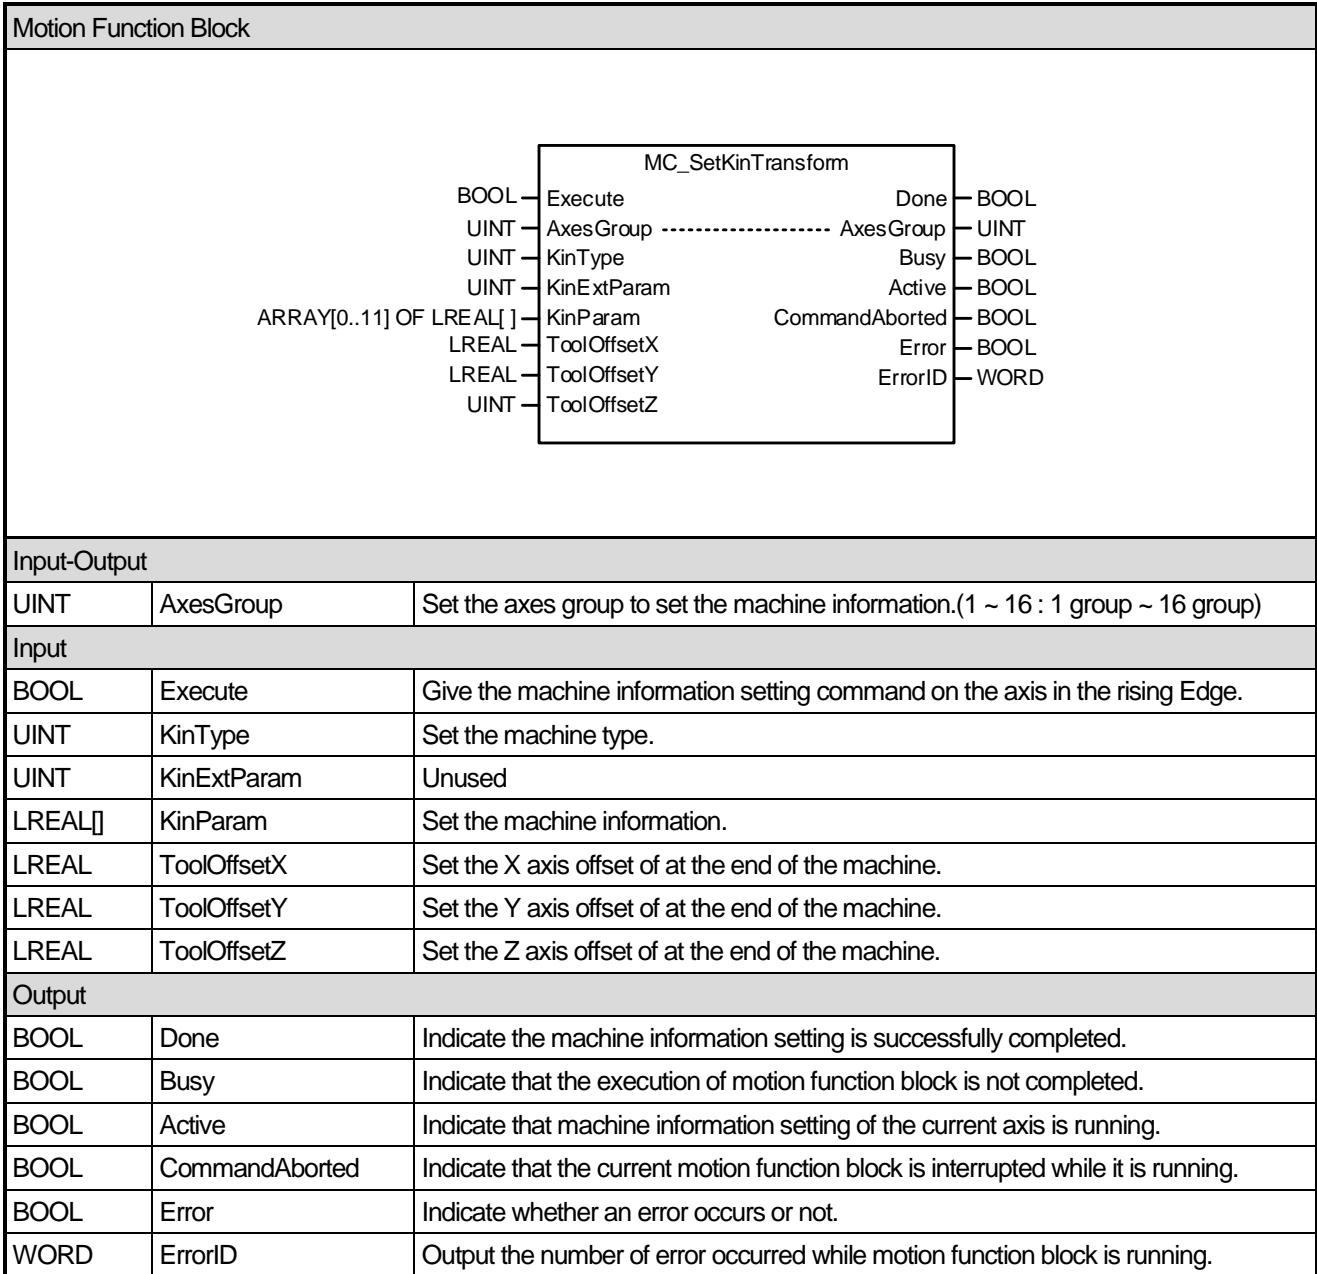 Motion Function Block
MC_SetKinTransform
BOOL Execute Done BOOL
UINT AxesGroup AxesGroup UINT
UINT KinType Busy BOOL
UINT KinExtParam Active BOOL
ARRAY[0..11] OF LREAL[ ] KinParam CommandAborted BOOL
LREAL ToolOffsetX Error BOOL
LREAL ToolOffsetY ErrorID WORD
UINT ToolOffsetZ
Input-Output
UINT AxesGroup Set the axes group to set the machine information.(1 ~ 16 : 1 group ~ 16 group)
Input
BOOL Execute Give the machine information setting command on the axis in the rising Edge.
UINT KinType Set the machine type.
UINT KinExtParam Unused
LREAL[] KinParam Set the machine information.
LREAL ToolOffsetX Set the X axis offset of at the end of the machine.
LREAL ToolOffsetY Set the Y axis offset of at the end of the machine.
LREAL ToolOffsetZ Set the Z axis offset of at the end of the machine.
Output
BOOL Done Indicate the machine information setting is successfully completed.
BOOL Busy Indicate that the execution of motion function block is not completed.
BOOL Active Indicate that machine information setting of the current axis is running.
BOOL CommandAborted Indicate that the current motion function block is interrupted while it is running.
BOOL Error Indicate whether an error occurs or not.
WORD ErrorID Output the number of error occurred while motion function block is running.